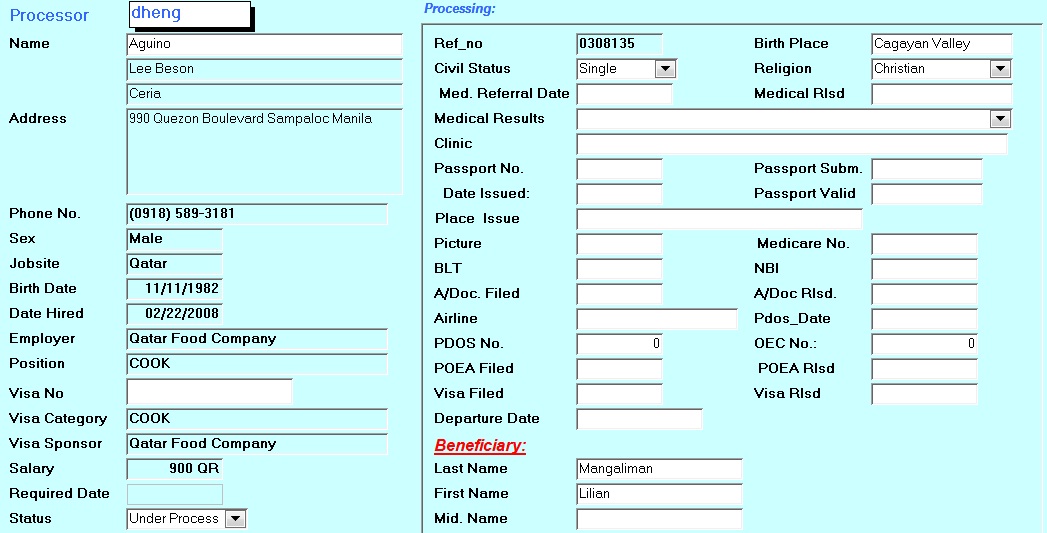 Processor dheng
Name Aguino
Lee Beson
Ceria
Address 990 Quezon Boulevard Sampaloc Manila
Phone No. (0918) 589-3181
Sex Male
Jobsite Qatar
Birth Date 11/11/1982
Date Hired 02/22/2008
Employer Qatar Food Company
Position COOK
Visa No
Visa Category COOK
Visa Sponsor Qatar Food Company
Salary 900 QR
Required Date
Status Under Process
Processing:
Ref_no 0308135 Birth Place Cagayan Valley
Civil Status Single Religion Christian
Med. Referral Date Medical Rlsd
Medical Results
Clinic
Passport No. Passport Subm.
Date Issued: Passport Valid
Place Issue
Picture Medicare No.
BLT NBI
A/Doc. Filed A/Doc Rlsd.
Airline Pdos_Date
PDOS No. 0 OEC No.: 0
POEA Filed POEA Rlsd
Visa Filed Visa Rlsd
Departure Date
Beneficiary:
Last Name Mangaliman
First Name Lilian
Mid. Name